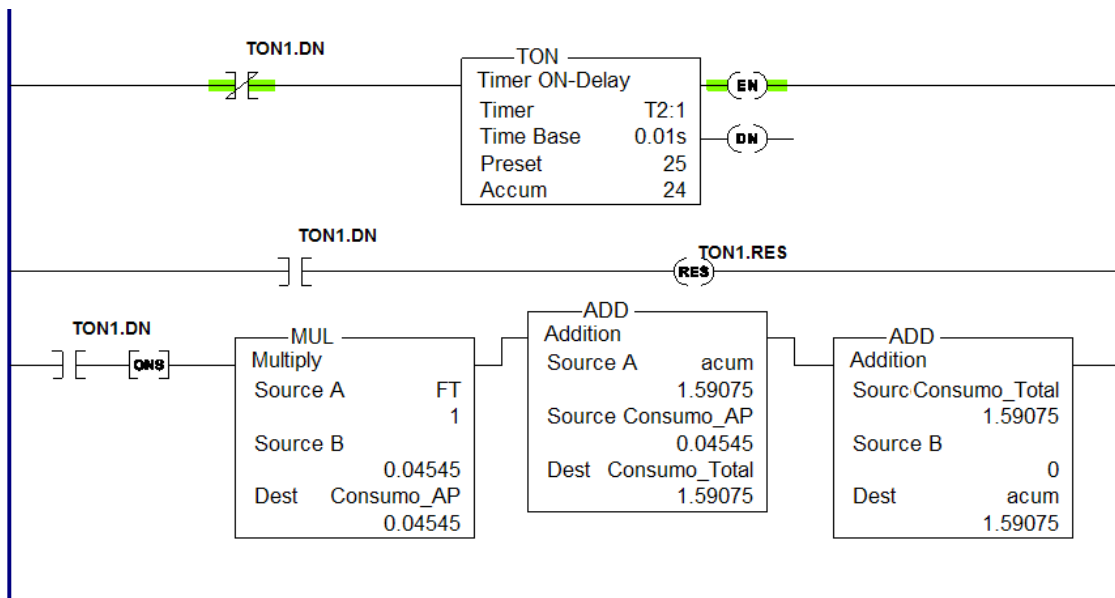 TON1.DN
TON
Timer ON-Delay
EN
Timer T2:1
Time Base 0.01s
DN
Preset 25
Accum 24
TON1.DN
TON1.RES
RES
TON1.DN
ONS
MUL
Multiply
Source A FT
1
Source B
0.04545
Dest Consumo_AP
0.04545
ADD
Addition
Source A acum
1.59075
Source Consumo_AP
0.04545
Dest Consumo_Total
1.59075
ADD
Addition
Sourc Consumo_Total
1.59075
Source B
0
Dest acum
1.59075